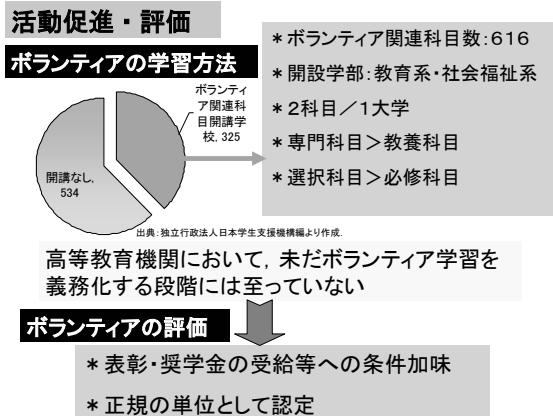 活動促進・評価
ボランティアの学習方法
ボランティ
ア関連科
目開講学
校, 325
開講なし,
534
出典：独立行政法人日本学生支援機構編より作成.
＊ボランティア関連科目数：616
＊開設学部：教育系・社会福祉系
＊2科目／1大学
＊専門科目＞教養科目
＊選択科目＞必修科目
高等教育機関において，未だボランティア学習を
義務化する段階には至っていない
ボランティアの評価
＊表彰・奨学金の受給等への条件加味
＊正規の単位として認定